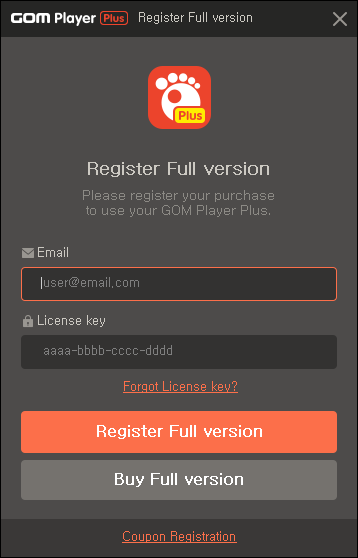 GOM Player Plus Register Full version
Plus
Register Full version
Please register your purchase
to use your GOM Player Plus.
Email
user@email.com
License key
aaaa-bbbb-cccc-dddd
Forgot License key?
Register Full version
Buy Full version
Coupon Registration